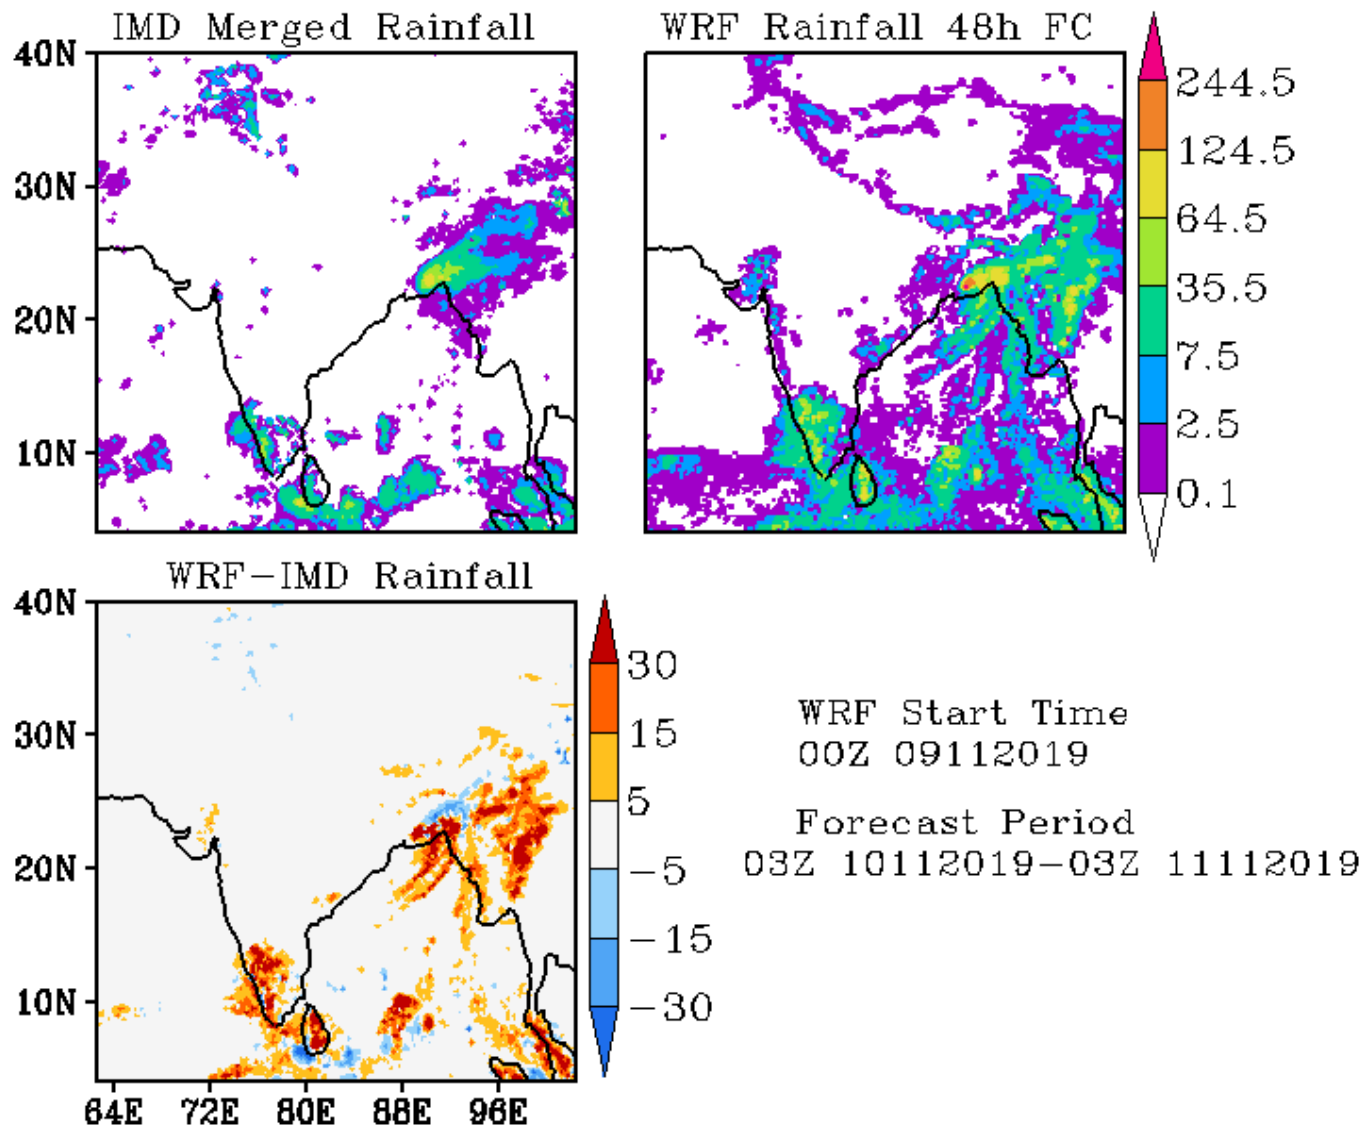 IMD Merged Rainfall
WRF Rainfall 48h FC
40N
30N
20N
10N
244.5
124.5
64.5
35.5
7.5
2.5
0.1
WRF-IMD Rainfall
40N
30N
20N
10N
64E 72E 80E 88E 96E
30
15
5
-5
-15
-30
WRF Start Time
00Z 09112019
Forecast Period
03Z 10112019-03Z 11112019